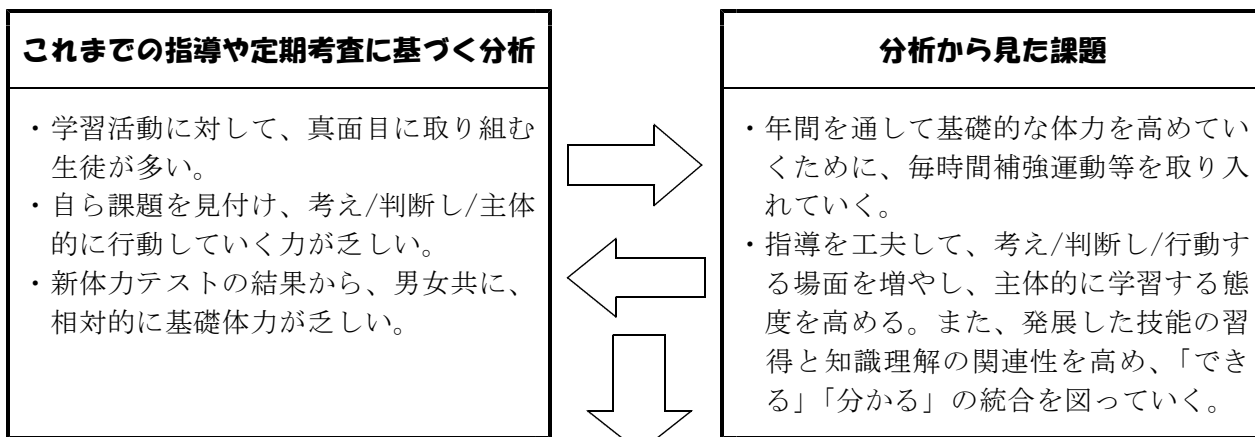 これまでの指導や定期考査に基づく分析
・学習活動に対して、真面目に取り組む
生徒が多い。
・自ら課題を見付け、考え/判断し/主体
的に行動していく力が乏しい。
・新体力テストの結果から、男女共に、
相対的に基礎体力が乏しい。
分析から見た課題
・年間を通して基礎的な体力を高めてい
くために、毎時間補強運動等を取り入
れていく。
・指導を工夫して、考え/判断し/行動す
る場面を増やし、主体的に学習する態
度を高める。また、発展した技能の習
得と知識理解の関連性を高め、「でき
る」「分かる」の統合を図っていく。